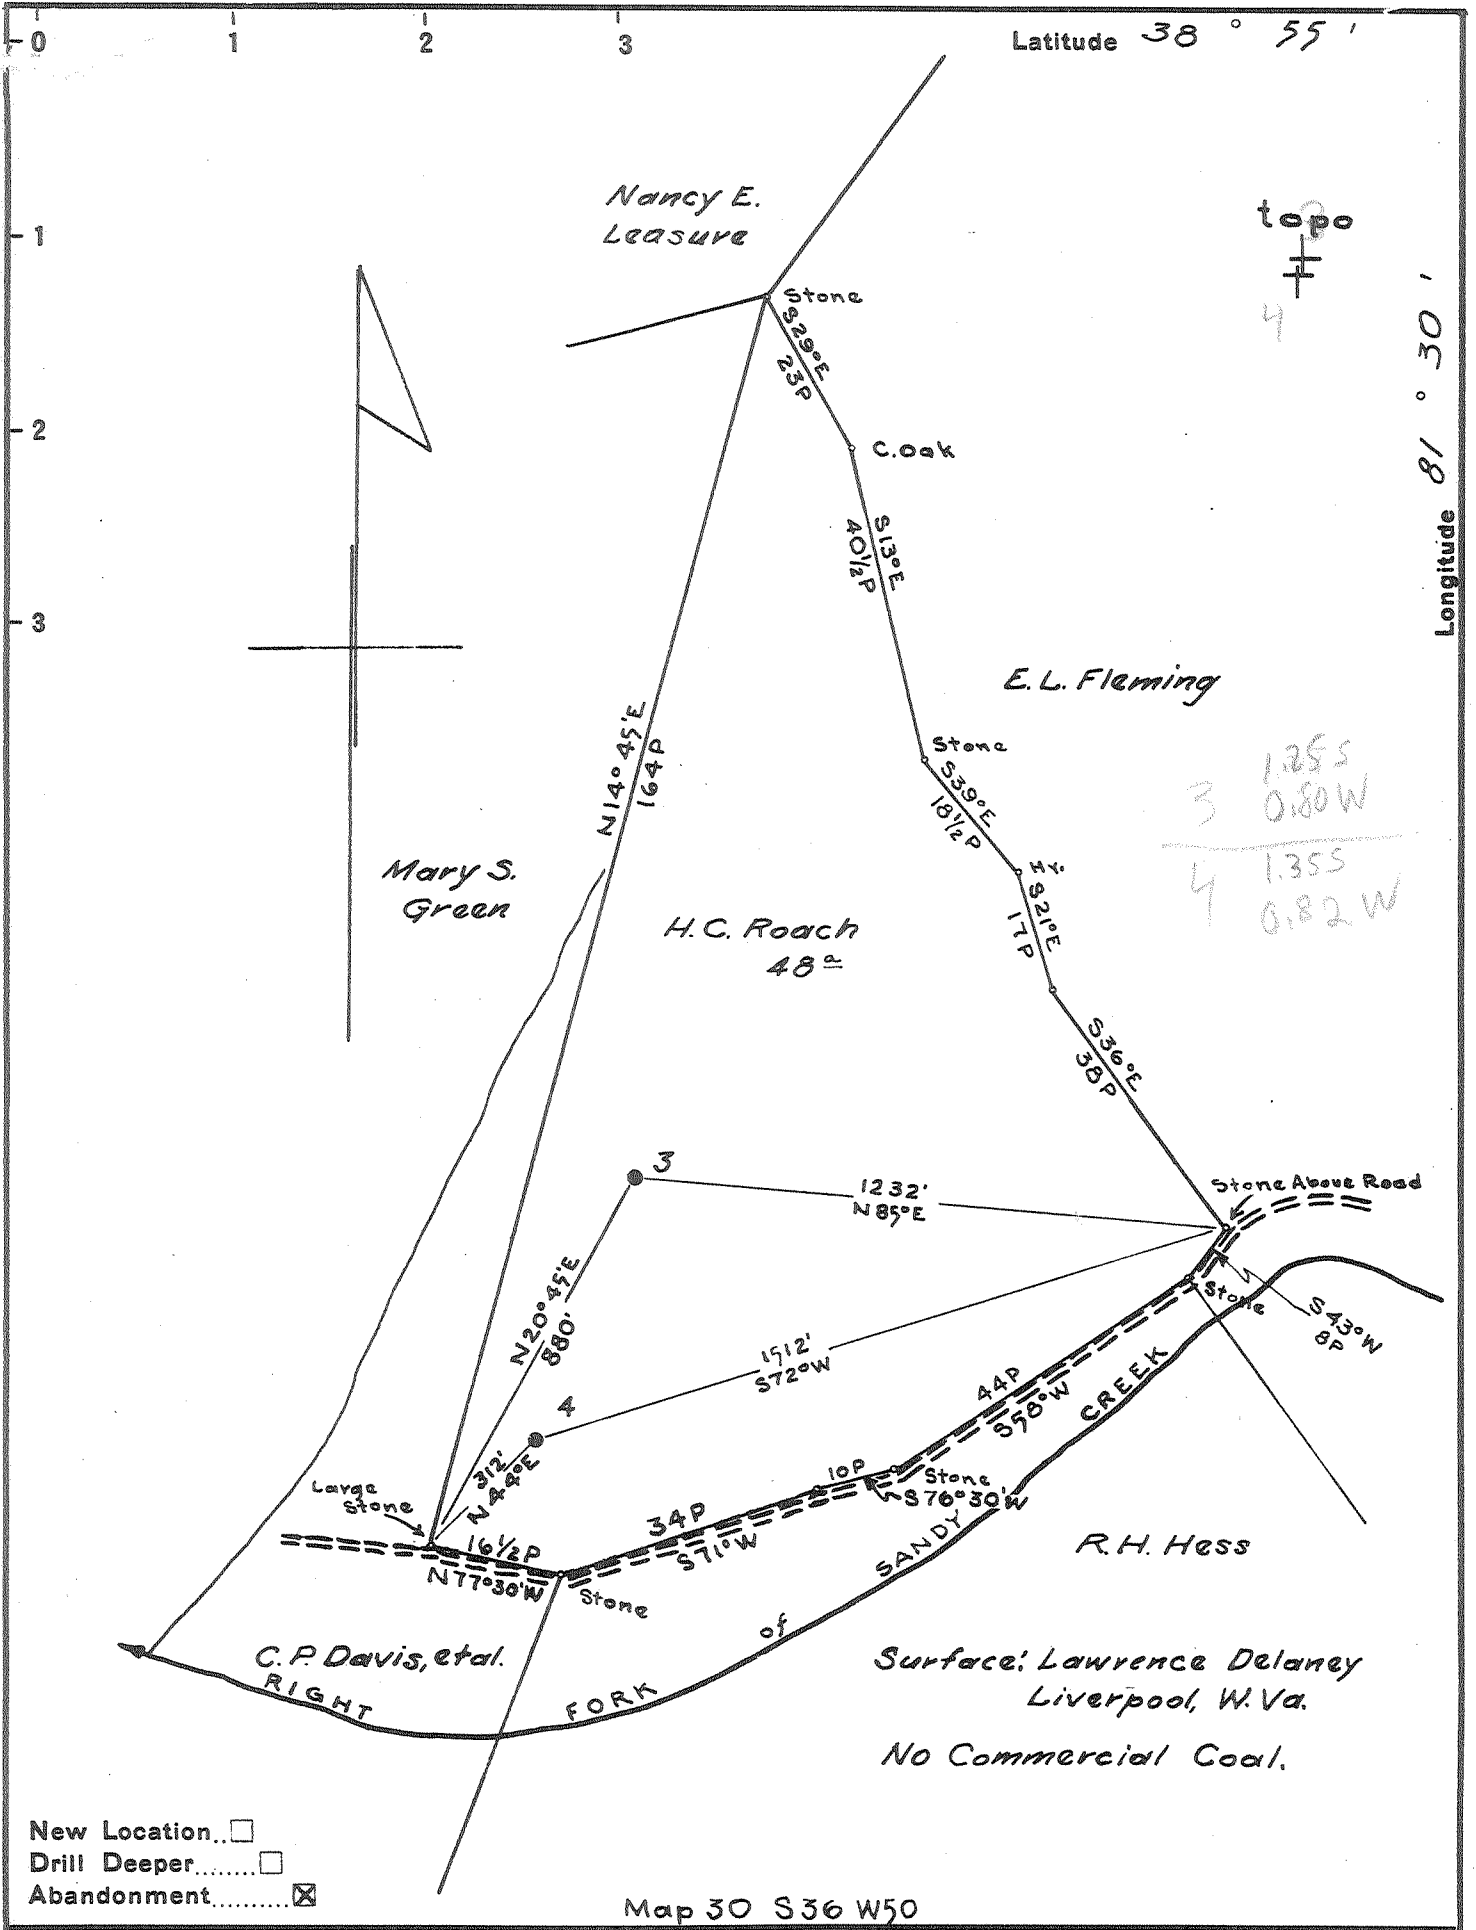 0 1 2 3 Latitude 38 ° 55 '
Nancy E.
Leasure
topo
1
Stone
4
Longitude 81 ° 30 '
S29°E
23P
2
C.oak
S13°E
40½P
3
E.L. Fleming
N14°45'E
164P
Stone
S39°E
18½P
3 1.25S
0.80W
4 1.35S
0.82W
Mary S.
Green
Hy.
S21°E
17P
H.C. Roach
48a
S36°E
38P
3
Stone Above Road
1232'
N85°E
N20°45'E
880'
Stone
S43°W
8P
1512'
S72°W
4
44P
S58°W
312'
N44°E
Large
Stone
10P
Stone
S76°30'W
34P
S71°W
16½P
N77°30'W
Stone
R.H. Hess
C.P. Davis, etal.
RIGHT FORK of SANDY CREEK
Surface: Lawrence Delaney
Liverpool, W.Va.
No Commercial Coal.
New Location..☐
Drill Deeper........☐
Abandonment..........☒
Map 30 S36 W50